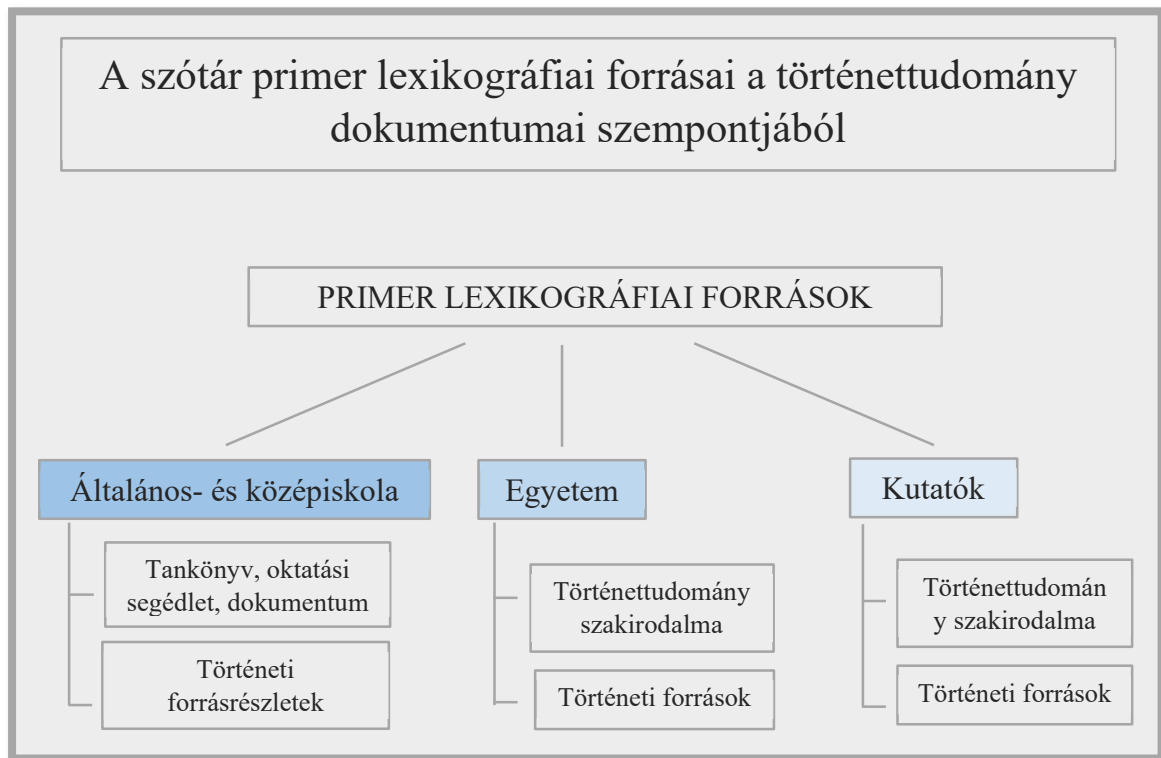 A szótár primer lexikográfiai forrásai a történettudomány
dokumentumai szempontjából
PRIMER LEXIKOGRÁFIAI FORRÁSOK
Általános- és középiskola
Tankönyv, oktatási
segédlet, dokumentum
Történeti
forrásrészletek
Egyetem
Történettudomány
szakirodalma
Történeti források
Kutatók
Történettudomán
y szakirodalma
Történeti források